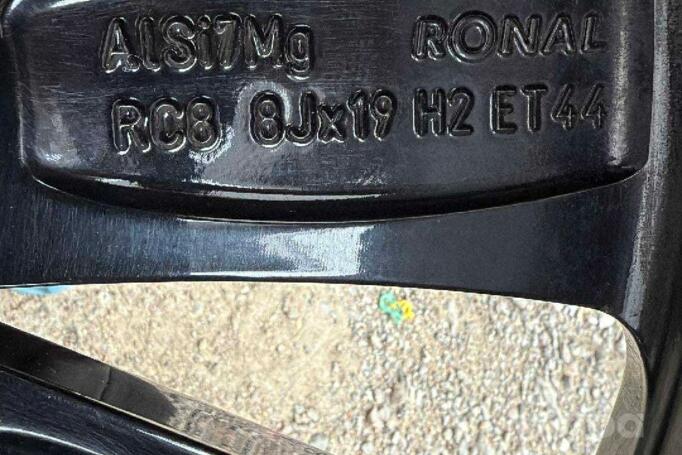 AlSi7Mg RONAL
RC8 8Jx19 H2 ET44